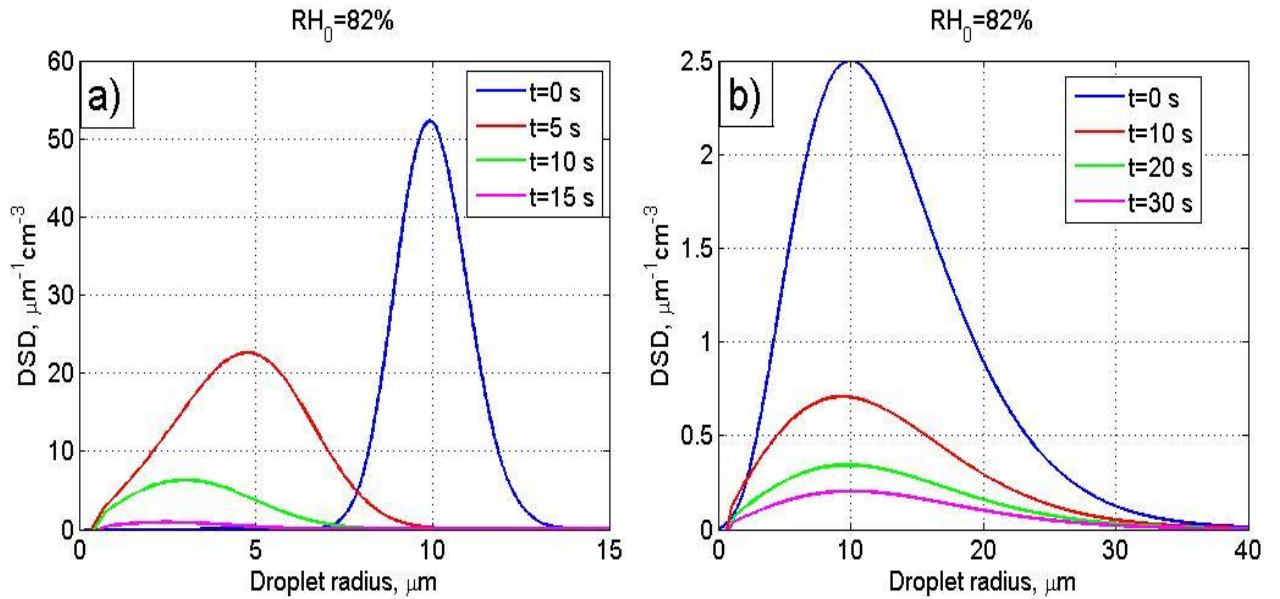 RH0=82%
a)
60
50
40
30
20
10
0
DSD, μm−1cm−3
t=0 s
t=5 s
t=10 s
t=15 s
0 5 10 15
Droplet radius, μm
RH0=82%
b)
2.5
2
1.5
1
0.5
0
DSD, μm−1cm−3
t=0 s
t=10 s
t=20 s
t=30 s
0 10 20 30 40
Droplet radius, μm